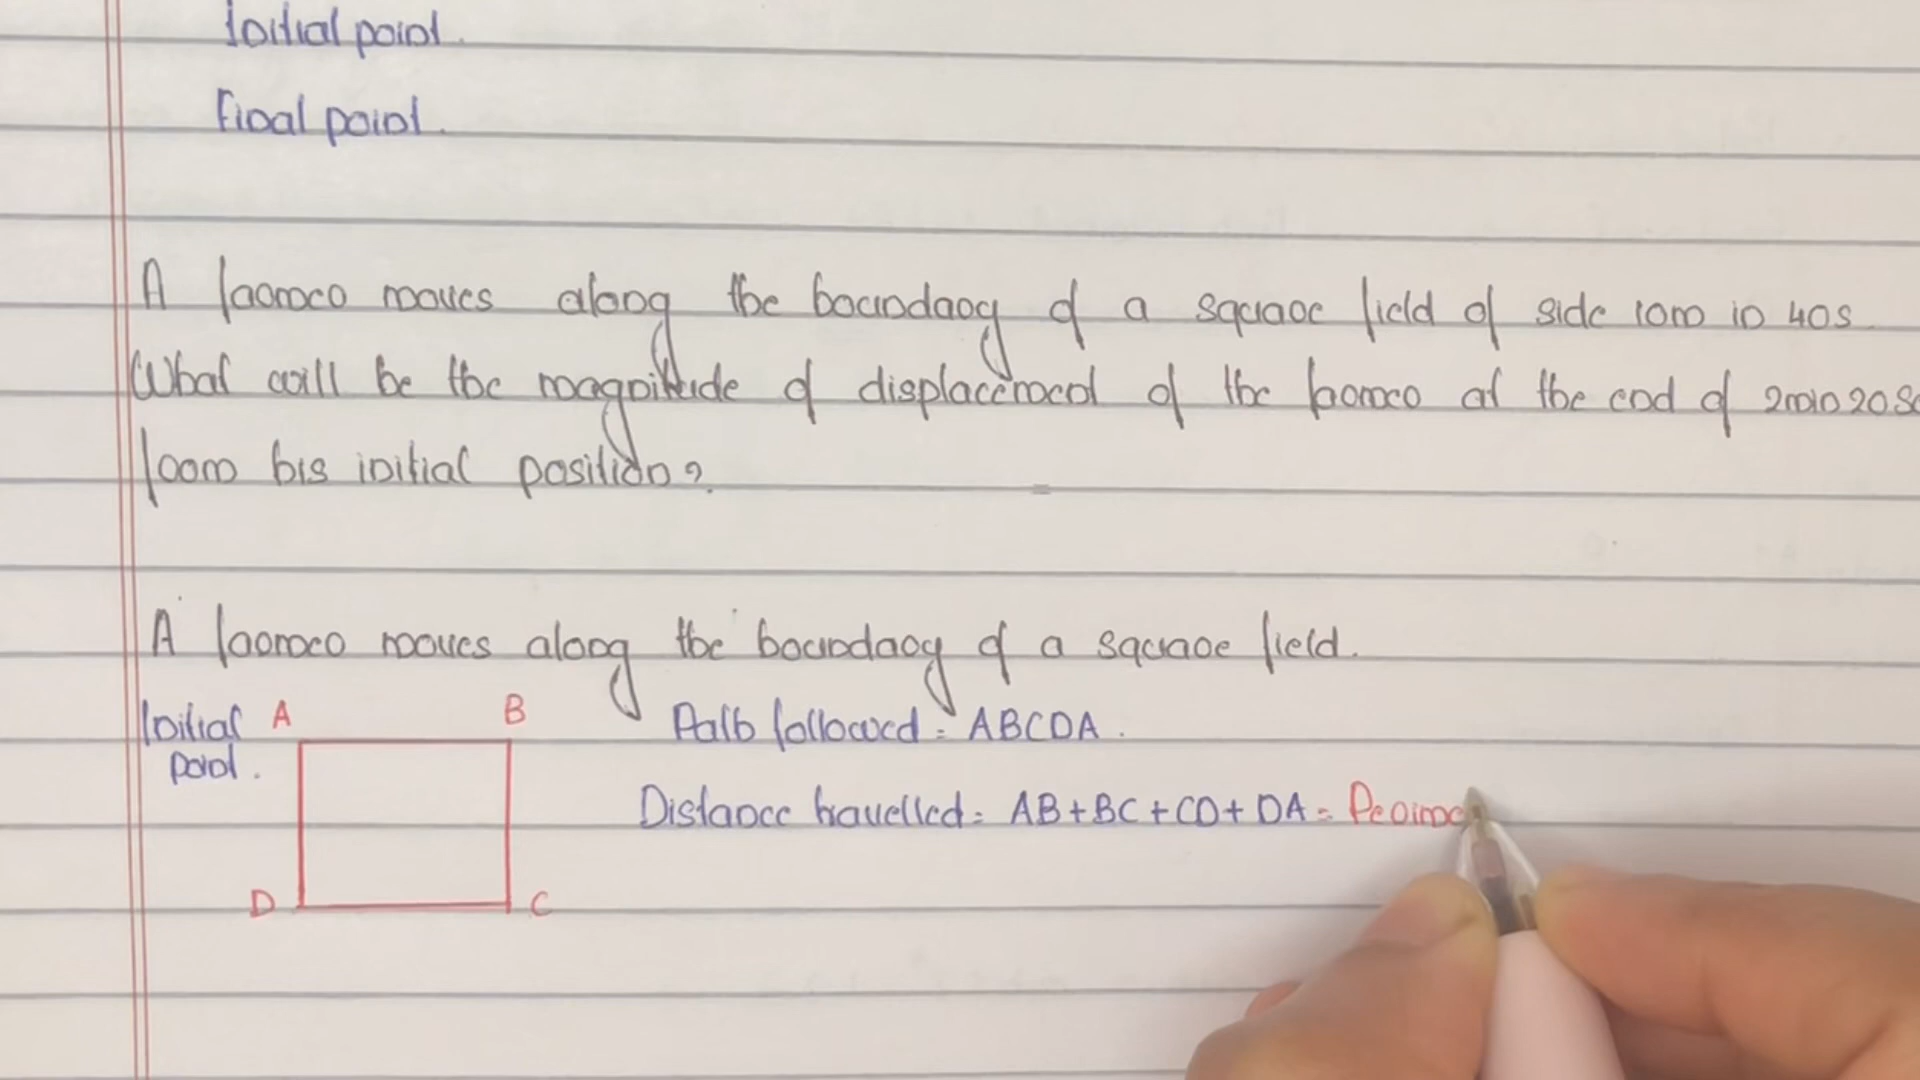 Initial point.
Final point.
A farmer moves along the boundary of a square field of side 10m in 40s.
What will be the magnitude of displacement of the farmer at the end of 2min 20 s
from his initial position?
A farmer moves along the boundary of a square field.
Initial
point.
A
B
Path followed = ABCDA.
Distance travelled = AB+BC+CD+DA =
D
C